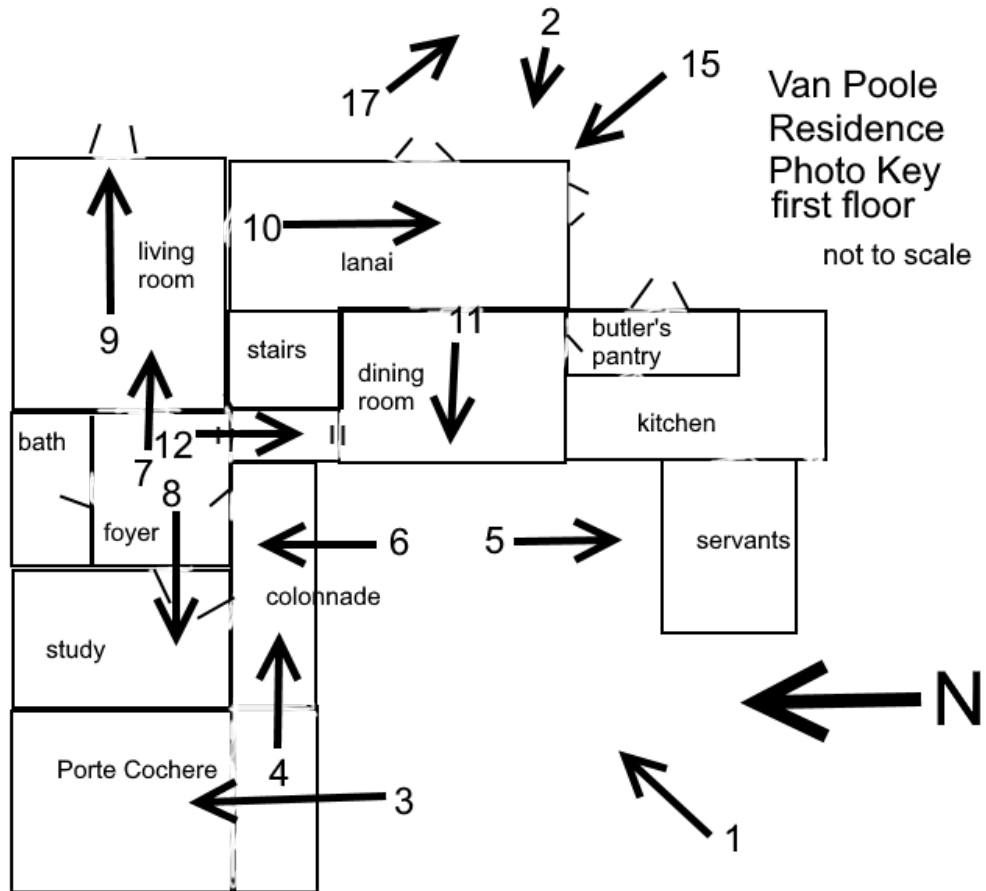 2
17
15
Van Poole
Residence
Photo Key
first floor
not to scale
10
living
room
lanai
9
11
stairs
butler's
pantry
dining
room
kitchen
bath
12
7
8
foyer
6
5
servants
colonnade
study
N
Porte Cochere
4
3
1